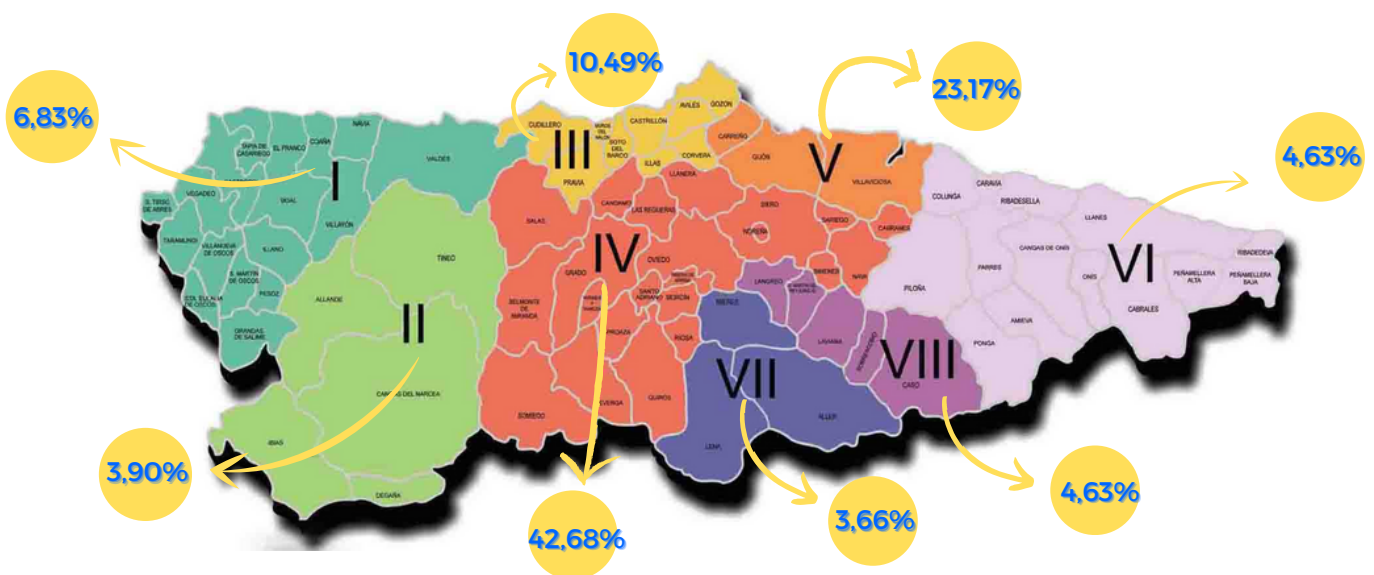 10,49%
23,17%
6,83%
4,63%
3,90%
42,68%
3,66%
4,63%
I
II
III
IV
V
VI
VII
VIII
TAPIA DE
CASARIEGO
EL FRANCO
COAÑA
NAVIA
VALDÉS
VEGADEO
BOAL
VILLAYÓN
S. TIRSO
DE ABRES
TARAMUNDI
VILLANUEVA
DE OSCOS
ILLANO
S. MARTÍN
DE OSCOS
PESOZ
STA. EULALIA
DE OSCOS
GRANDAS
DE SALIME
TINEO
ALLANDE
CANGAS DEL NARCEA
IBIAS
DEGAÑA
CUDILLERO
MUROS
DEL
NALÓN
SOTO
DEL
BARCO
CASTRILLÓN
AVILÉS
GOZÓN
ILLAS
CORVERA
PRAVIA
CARREÑO
GIJÓN
VILLAVICIOSA
LLANERA
SALAS
CANDAMO
LAS REGUERAS
SIERO
NOREÑA
SARIEGO
CABRANES
BIMENES
NAVA
OVIEDO
GRADO
BELMONTE
DE
MIRANDA
SANTO
ADRIANO
MORCÍN
RIOSA
PROAZA
QUIRÓS
SOMIEDO
LANGREO
LAVIANA
SOBRESCOBIO
CASO
MIERES
LENA
ALLER
COLUNGA
CARAVIA
RIBADESELLA
LLANES
CANGAS DE ONÍS
PARRES
PILOÑA
AMIEVA
PONGA
ONÍS
CABRALES
PEÑAMELLERA
ALTA
PEÑAMELLERA
BAJA
RIBADEDEVA